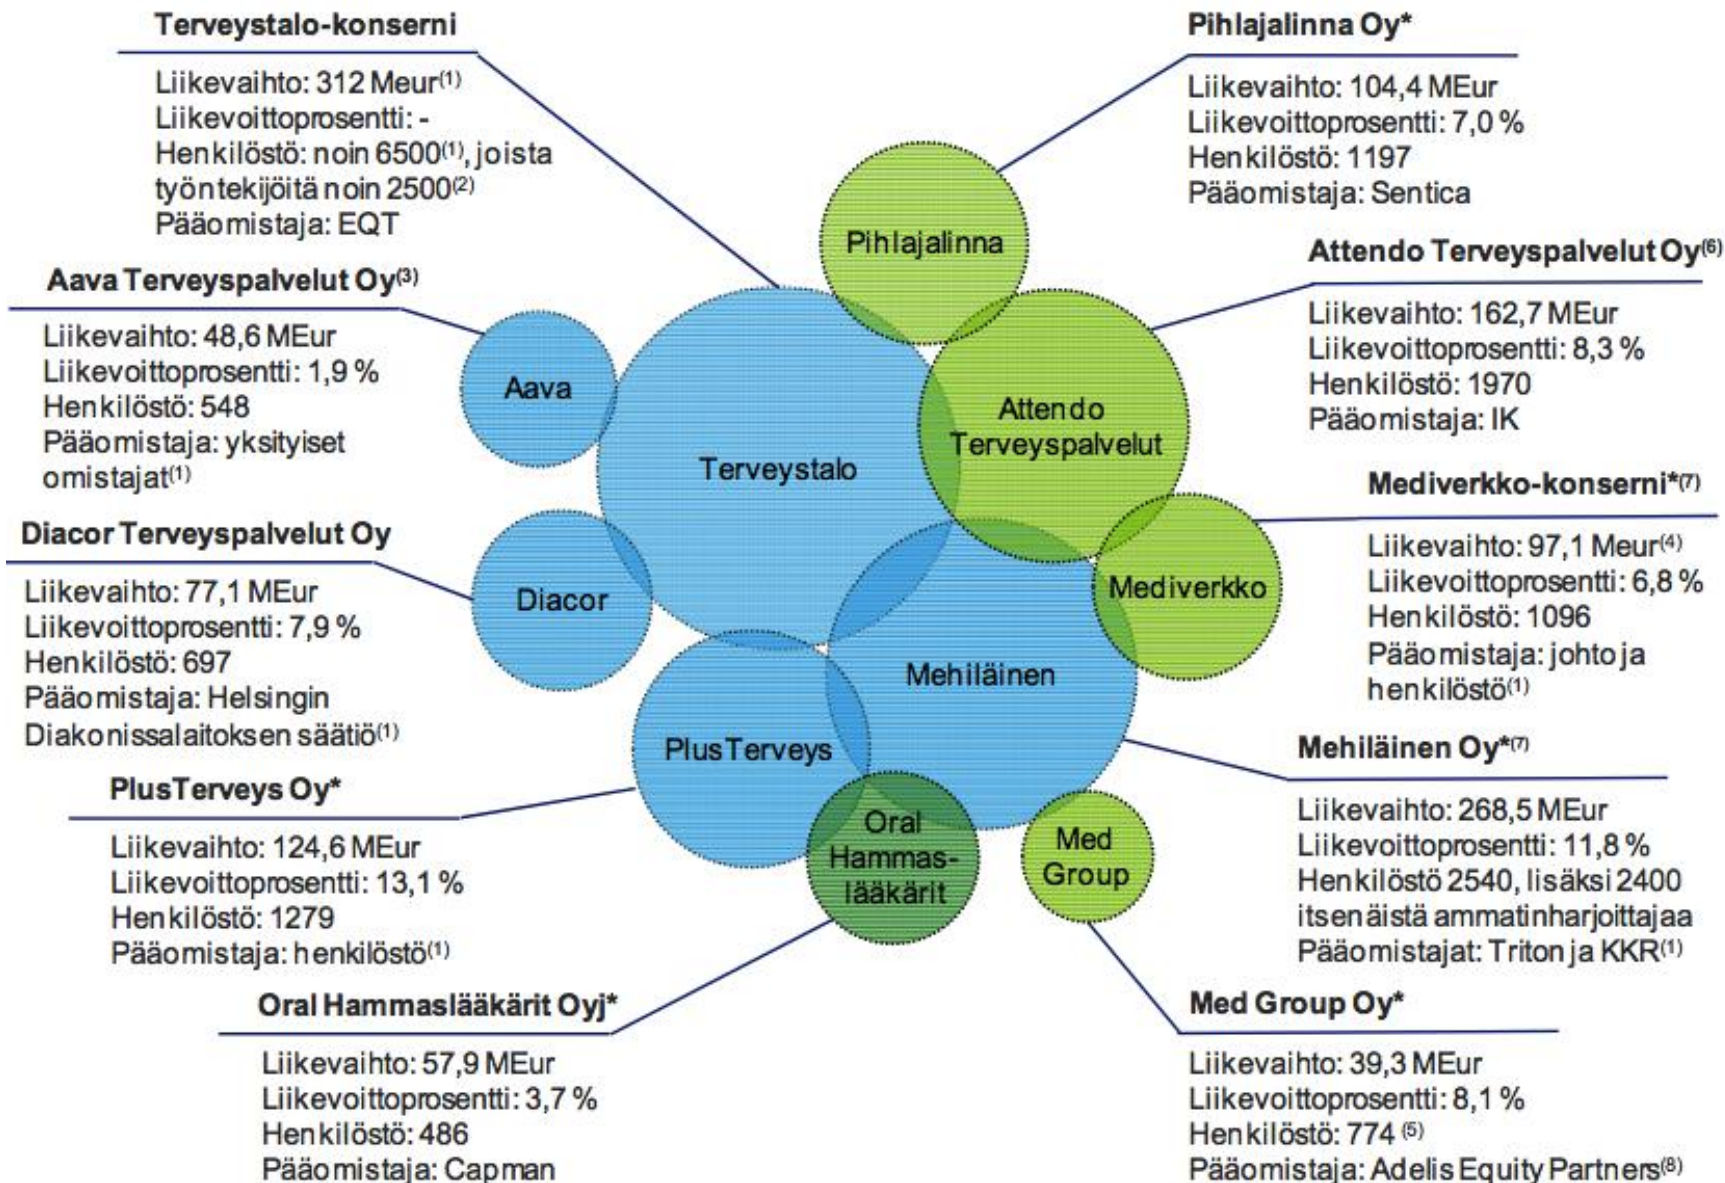 Terveystalo-konserni
Liikevaihto: 312 Meur(1)
Liikevoittoprosentti: -
Henkilöstö: noin 6500(1), joista
työntekijöitä noin 2500(2)
Pääomistaja: EQT
Aava Terveyspalvelut Oy(3)
Liikevaihto: 48,6 MEur
Liikevoittoprosentti: 1,9 %
Henkilöstö: 548
Pääomistaja: yksityiset
omistajat(1)
Diacor Terveyspalvelut Oy
Liikevaihto: 77,1 MEur
Liikevoittoprosentti: 7,9 %
Henkilöstö: 697
Pääomistaja: Helsingin
Diakonissalaitoksen säätiö(1)
PlusTerveys Oy*
Liikevaihto: 124,6 MEur
Liikevoittoprosentti: 13,1 %
Henkilöstö: 1279
Pääomistaja: henkilöstö(1)
Oral Hammaslääkärit Oyj*
Liikevaihto: 57,9 MEur
Liikevoittoprosentti: 3,7 %
Henkilöstö: 486
Pääomistaja: Capman
Pihlajalinna
Aava
Attendo
Terveyspalvelut
Terveystalo
Diacor
Mediverkko
Mehiläinen
PlusTerveys
Oral
Hammas-
lääkärit
Med
Group
Pihlajalinna Oy*
Liikevaihto: 104,4 MEur
Liikevoittoprosentti: 7,0 %
Henkilöstö: 1197
Pääomistaja: Sentica
Attendo Terveyspalvelut Oy(6)
Liikevaihto: 162,7 MEur
Liikevoittoprosentti: 8,3 %
Henkilöstö: 1970
Pääomistaja: IK
Mediverkko-konserni*(7)
Liikevaihto: 97,1 Meur(4)
Liikevoittoprosentti: 6,8 %
Henkilöstö: 1096
Pääomistaja: johto ja
henkilöstö(1)
Mehiläinen Oy*(7)
Liikevaihto: 268,5 MEur
Liikevoittoprosentti: 11,8 %
Henkilöstö 2540, lisäksi 2400
itsenäistä ammatinharjoittajaa
Pääomistajat: Triton ja KKR(1)
Med Group Oy*
Liikevaihto: 39,3 MEur
Liikevoittoprosentti: 8,1 %
Henkilöstö: 774 (5)
Pääomistaja: Adelis Equity Partners(8)